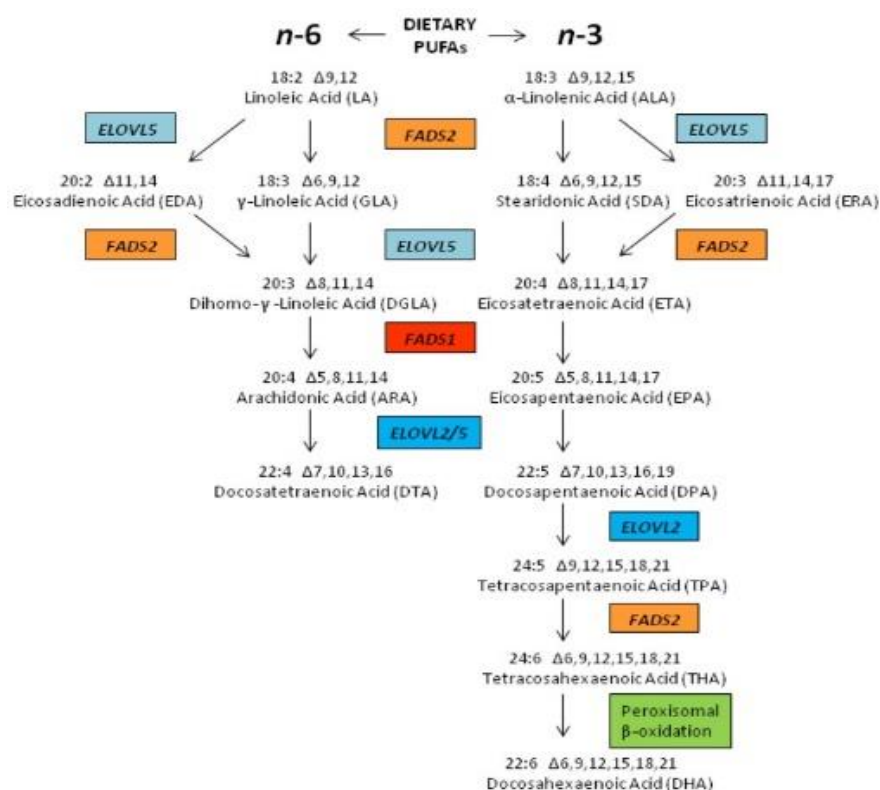 n-6
DIETARY
PUFAs
n-3
18:2 Δ9,12
Linoleic Acid (LA)
18:3 Δ9,12,15
α-Linolenic Acid (ALA)
ELOVL5
FADS2
ELOVL5
20:2 Δ11,14
Eicosadienoic Acid (EDA)
18:3 Δ6,9,12
γ-Linoleic Acid (GLA)
18:4 Δ6,9,12,15
Stearidonic Acid (SDA)
20:3 Δ11,14,17
Eicosatrienoic Acid (ERA)
FADS2
ELOVL5
FADS2
20:3 Δ8,11,14
Dihomo-γ-Linoleic Acid (DGLA)
20:4 Δ8,11,14,17
Eicosatetraenoic Acid (ETA)
FADS1
20:4 Δ5,8,11,14
Arachidonic Acid (ARA)
20:5 Δ5,8,11,14,17
Eicosapentaenoic Acid (EPA)
ELOVL2/5
22:4 Δ7,10,13,16
Docosatetraenoic Acid (DTA)
22:5 Δ7,10,13,16,19
Docosapentaenoic Acid (DPA)
ELOVL2
24:5 Δ9,12,15,18,21
Tetracosapentaenoic Acid (TPA)
FADS2
24:6 Δ6,9,12,15,18,21
Tetracosahexaenoic Acid (THA)
Peroxisomal
β-oxidation
22:6 Δ6,9,12,15,18,21
Docosahexaenoic Acid (DHA)